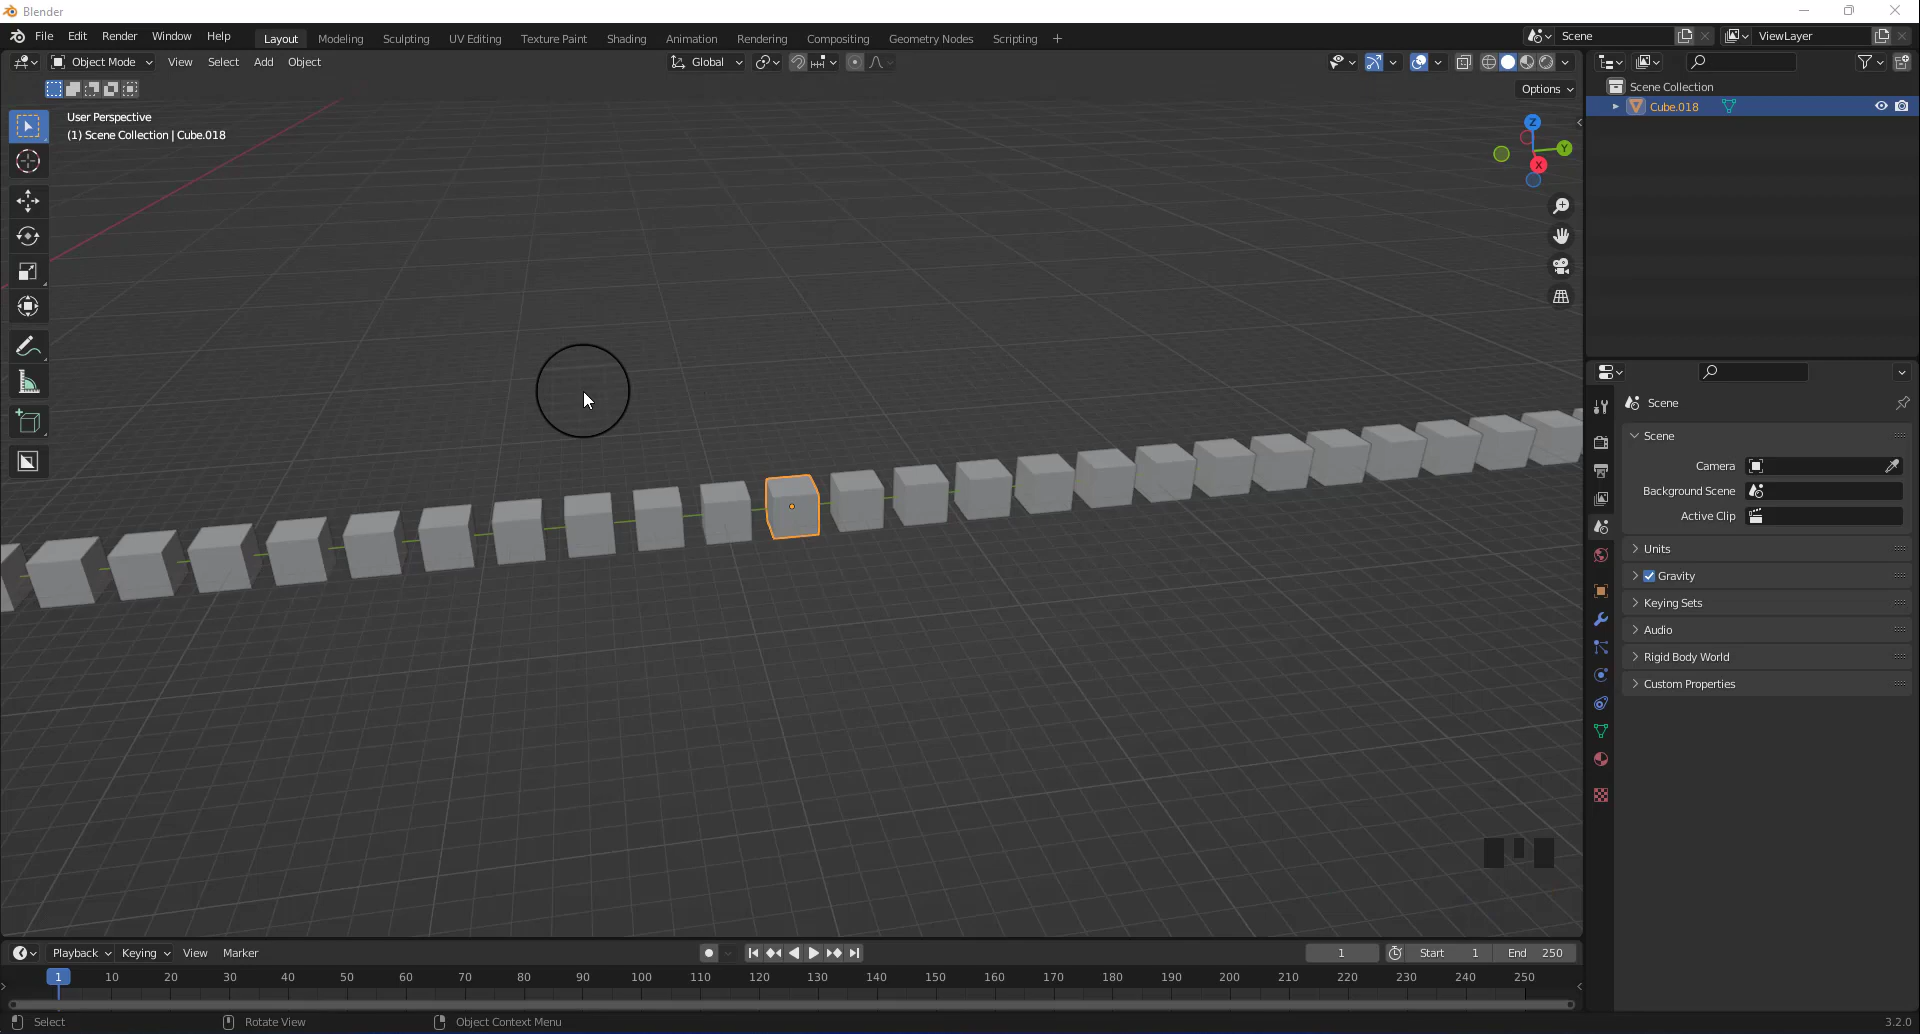 Blender
File Edit Render Window Help Layout Modeling Sculpting UV Editing Texture Paint Shading Animation Rendering Compositing Geometry Nodes Scripting + Scene ViewLayer
Object Mode View Select Add Object Global
Options
User Perspective
(1) Scene Collection | Cube.018
Z
Y
X
Scene Collection
Cube.018
Scene
Scene
Camera
Background Scene
Active Clip
Units
Gravity
Keying Sets
Audio
Rigid Body World
Custom Properties
Playback Keying View Marker 1 Start 1 End 250
1 10 20 30 40 50 60 70 80 90 100 110 120 130 140 150 160 170 180 190 200 210 220 230 240 250
Select Rotate View Object Context Menu 3.2.0